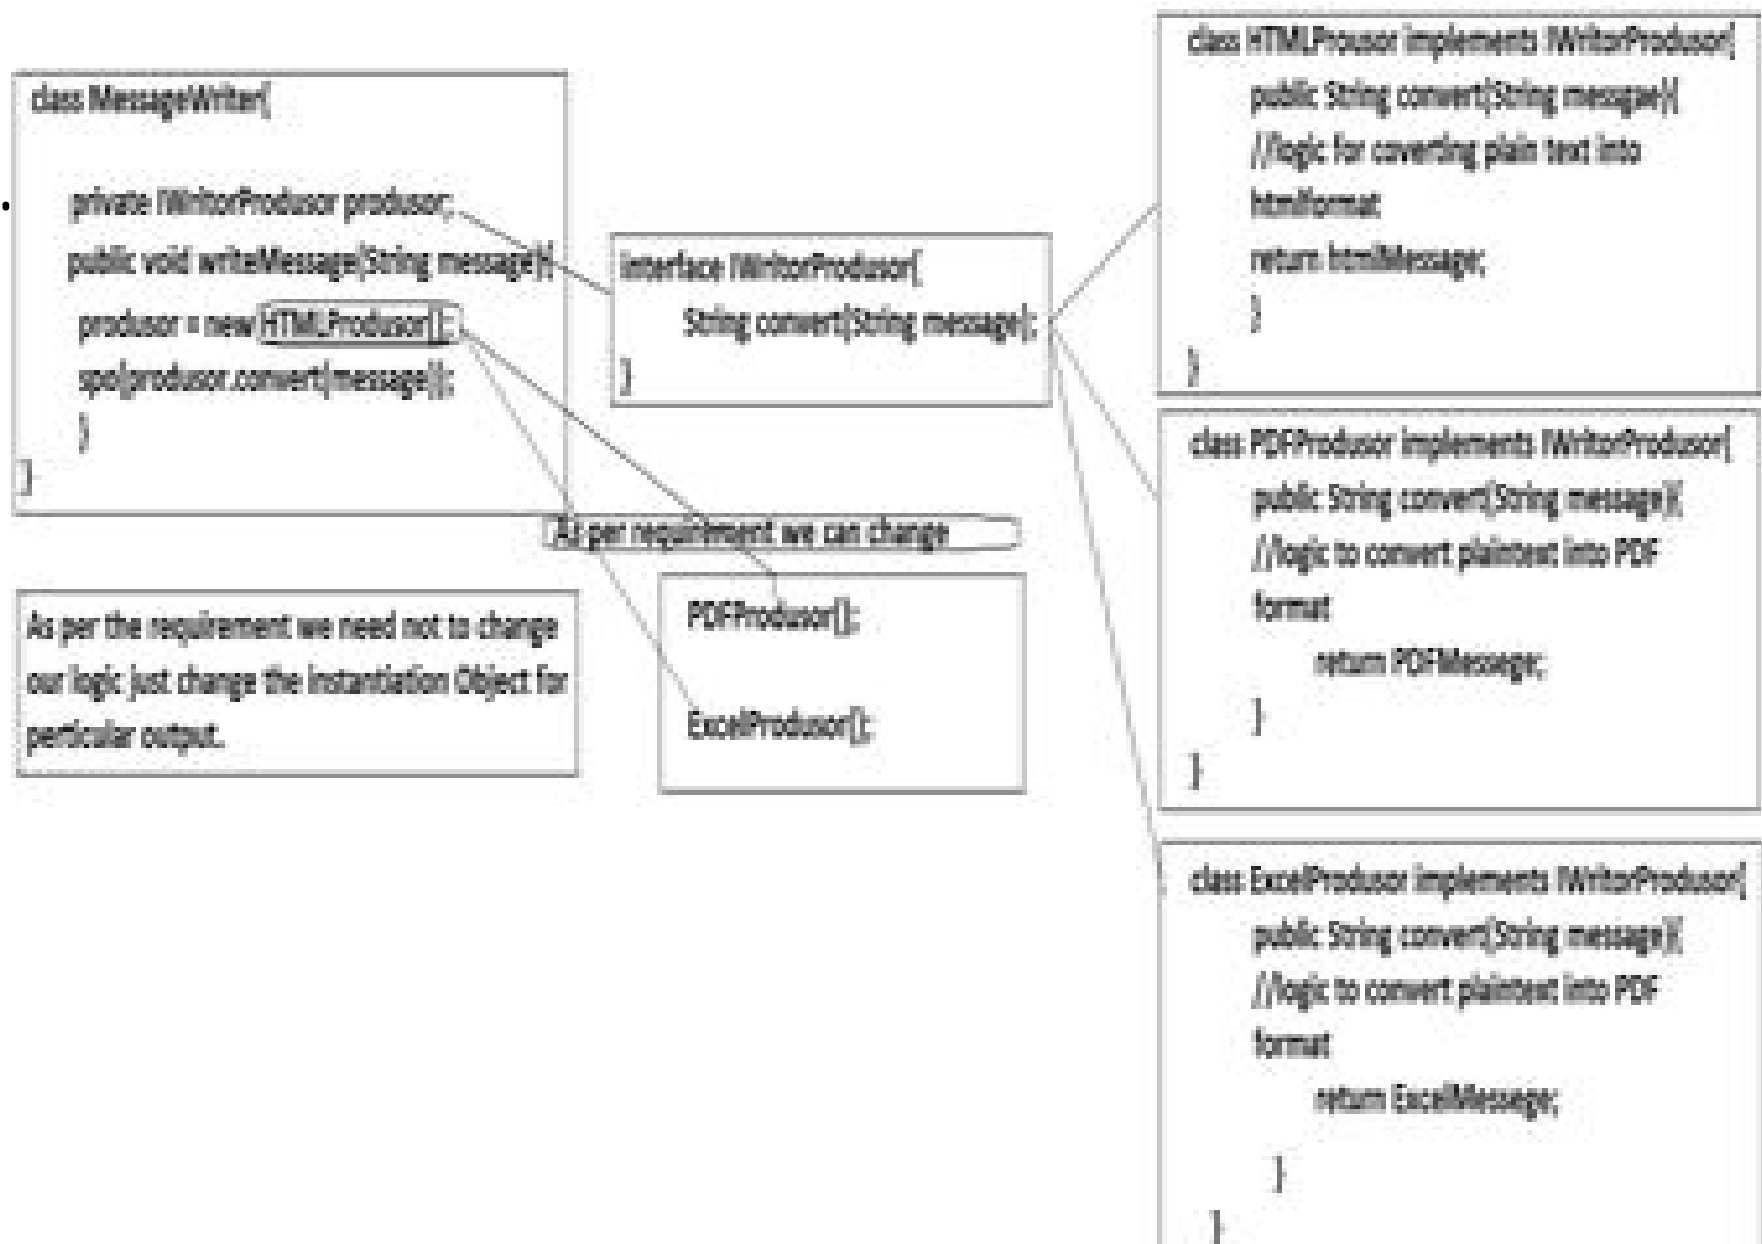 class MessageWriter{
private IWritorProdusor produsor;
public void writeMessage(String message){
produsor = new HTMLProdusor();
spo(produsor.convert(message));
}
}
interface IWritorProdusor{
String convert(String message);
}
class HTMLProusor implements IWritorProdusor{
public String convert(String messgae){
//logic for coverting plain text into
htmlformat
return htmlMessage;
}
}
class PDFProdusor implements IWritorProdusor{
public String convert(String message){
//logic to convert plaintext into PDF
format
return PDFMessege;
}
}
class ExcelProdusor implements IWritorProdusor{
public String convert(String message){
//logic to convert plaintext into PDF
format
return ExcelMessege;
}
}
As per requirement we can change
PDFProdusor();
ExcelProdusor();
As per the requirement we need not to change
our logic just change the instantiation Object for
perticular output.